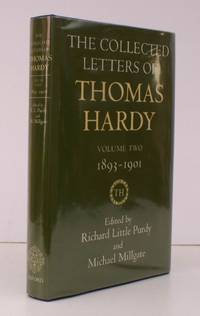 THE COLLECTED
LETTERS OF
THOMAS HARDY
VOLUME TWO
1893-1901
TH
Edited by
Richard Little Purdy
and
Michael Millgate